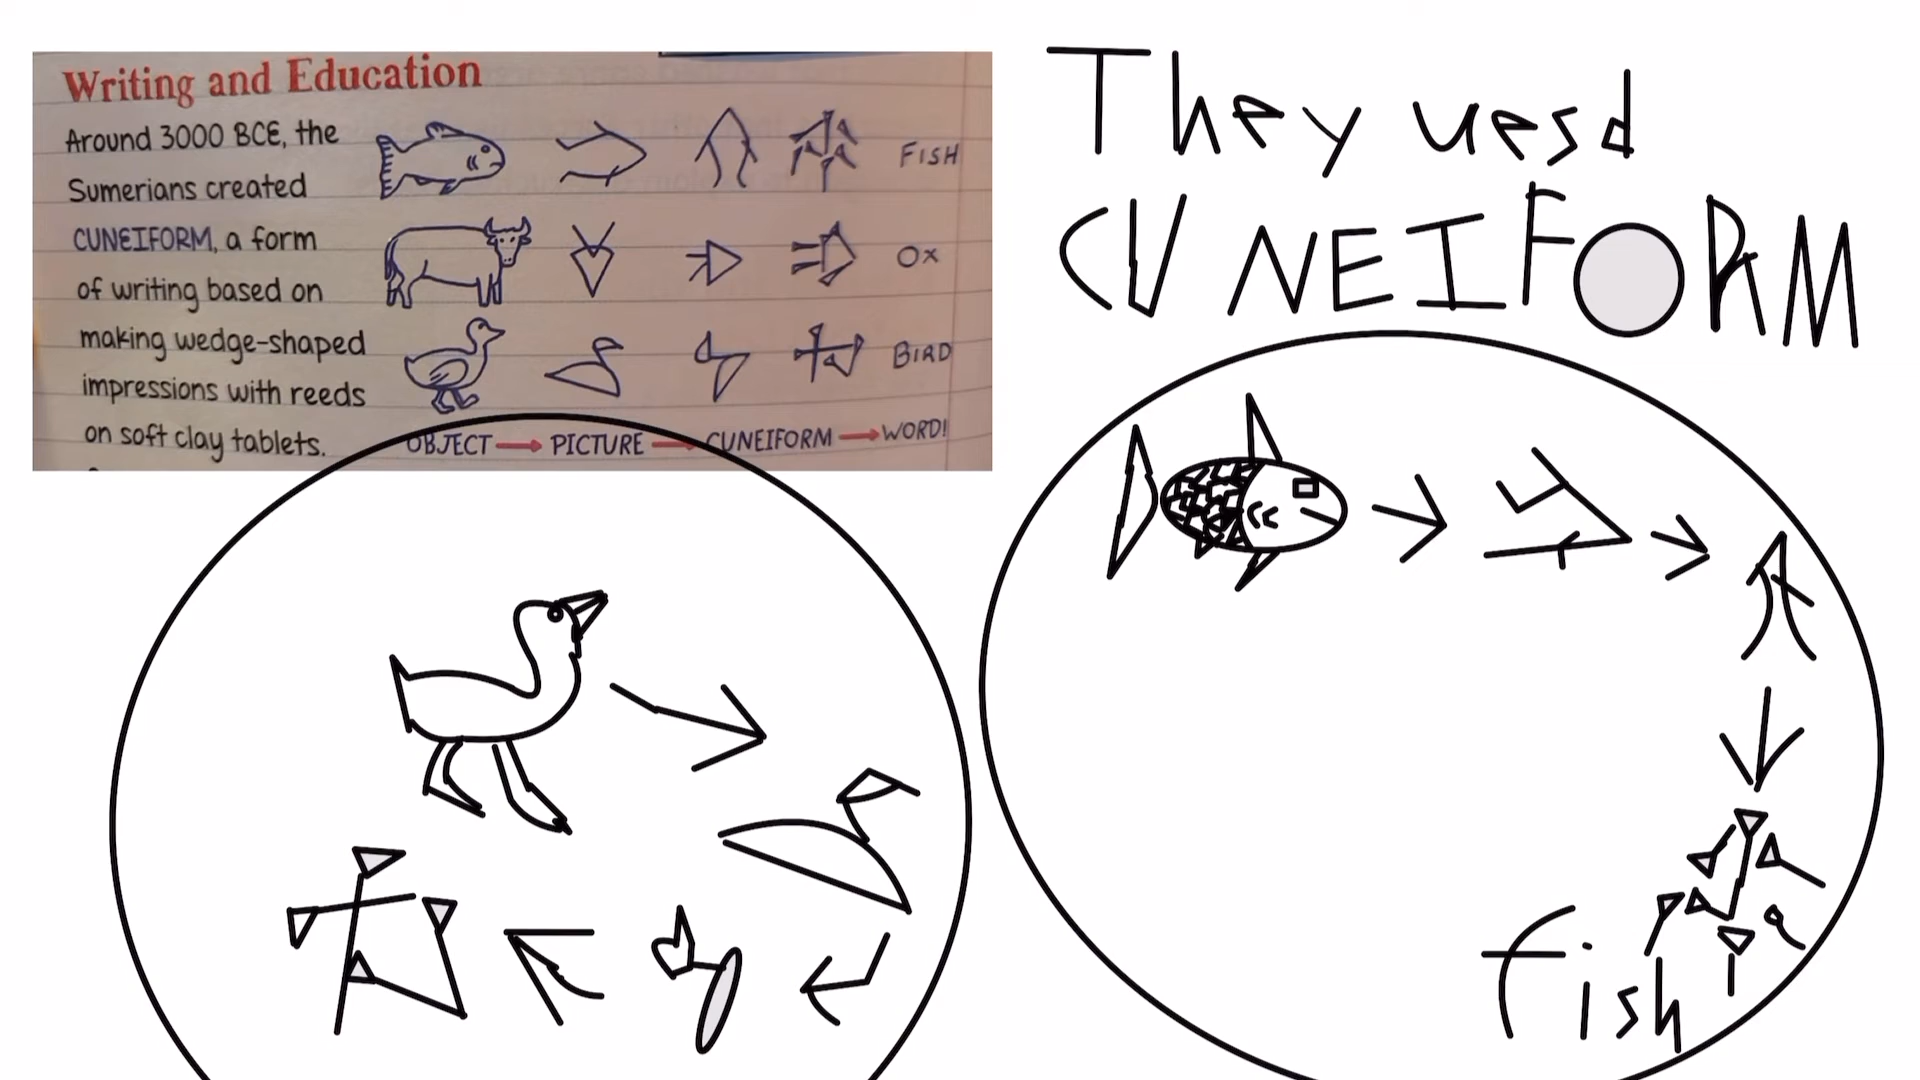 Writing and Education
Around 3000 BCE, the
Sumerians created
CUNEIFORM, a form
of writing based on
making wedge-shaped
impressions with reeds
on soft clay tablets.
FISH
OX
BIRD
OBJECT → PICTURE → CUNEIFORM → WORD!
They uesd
CUNEIFORM
fish